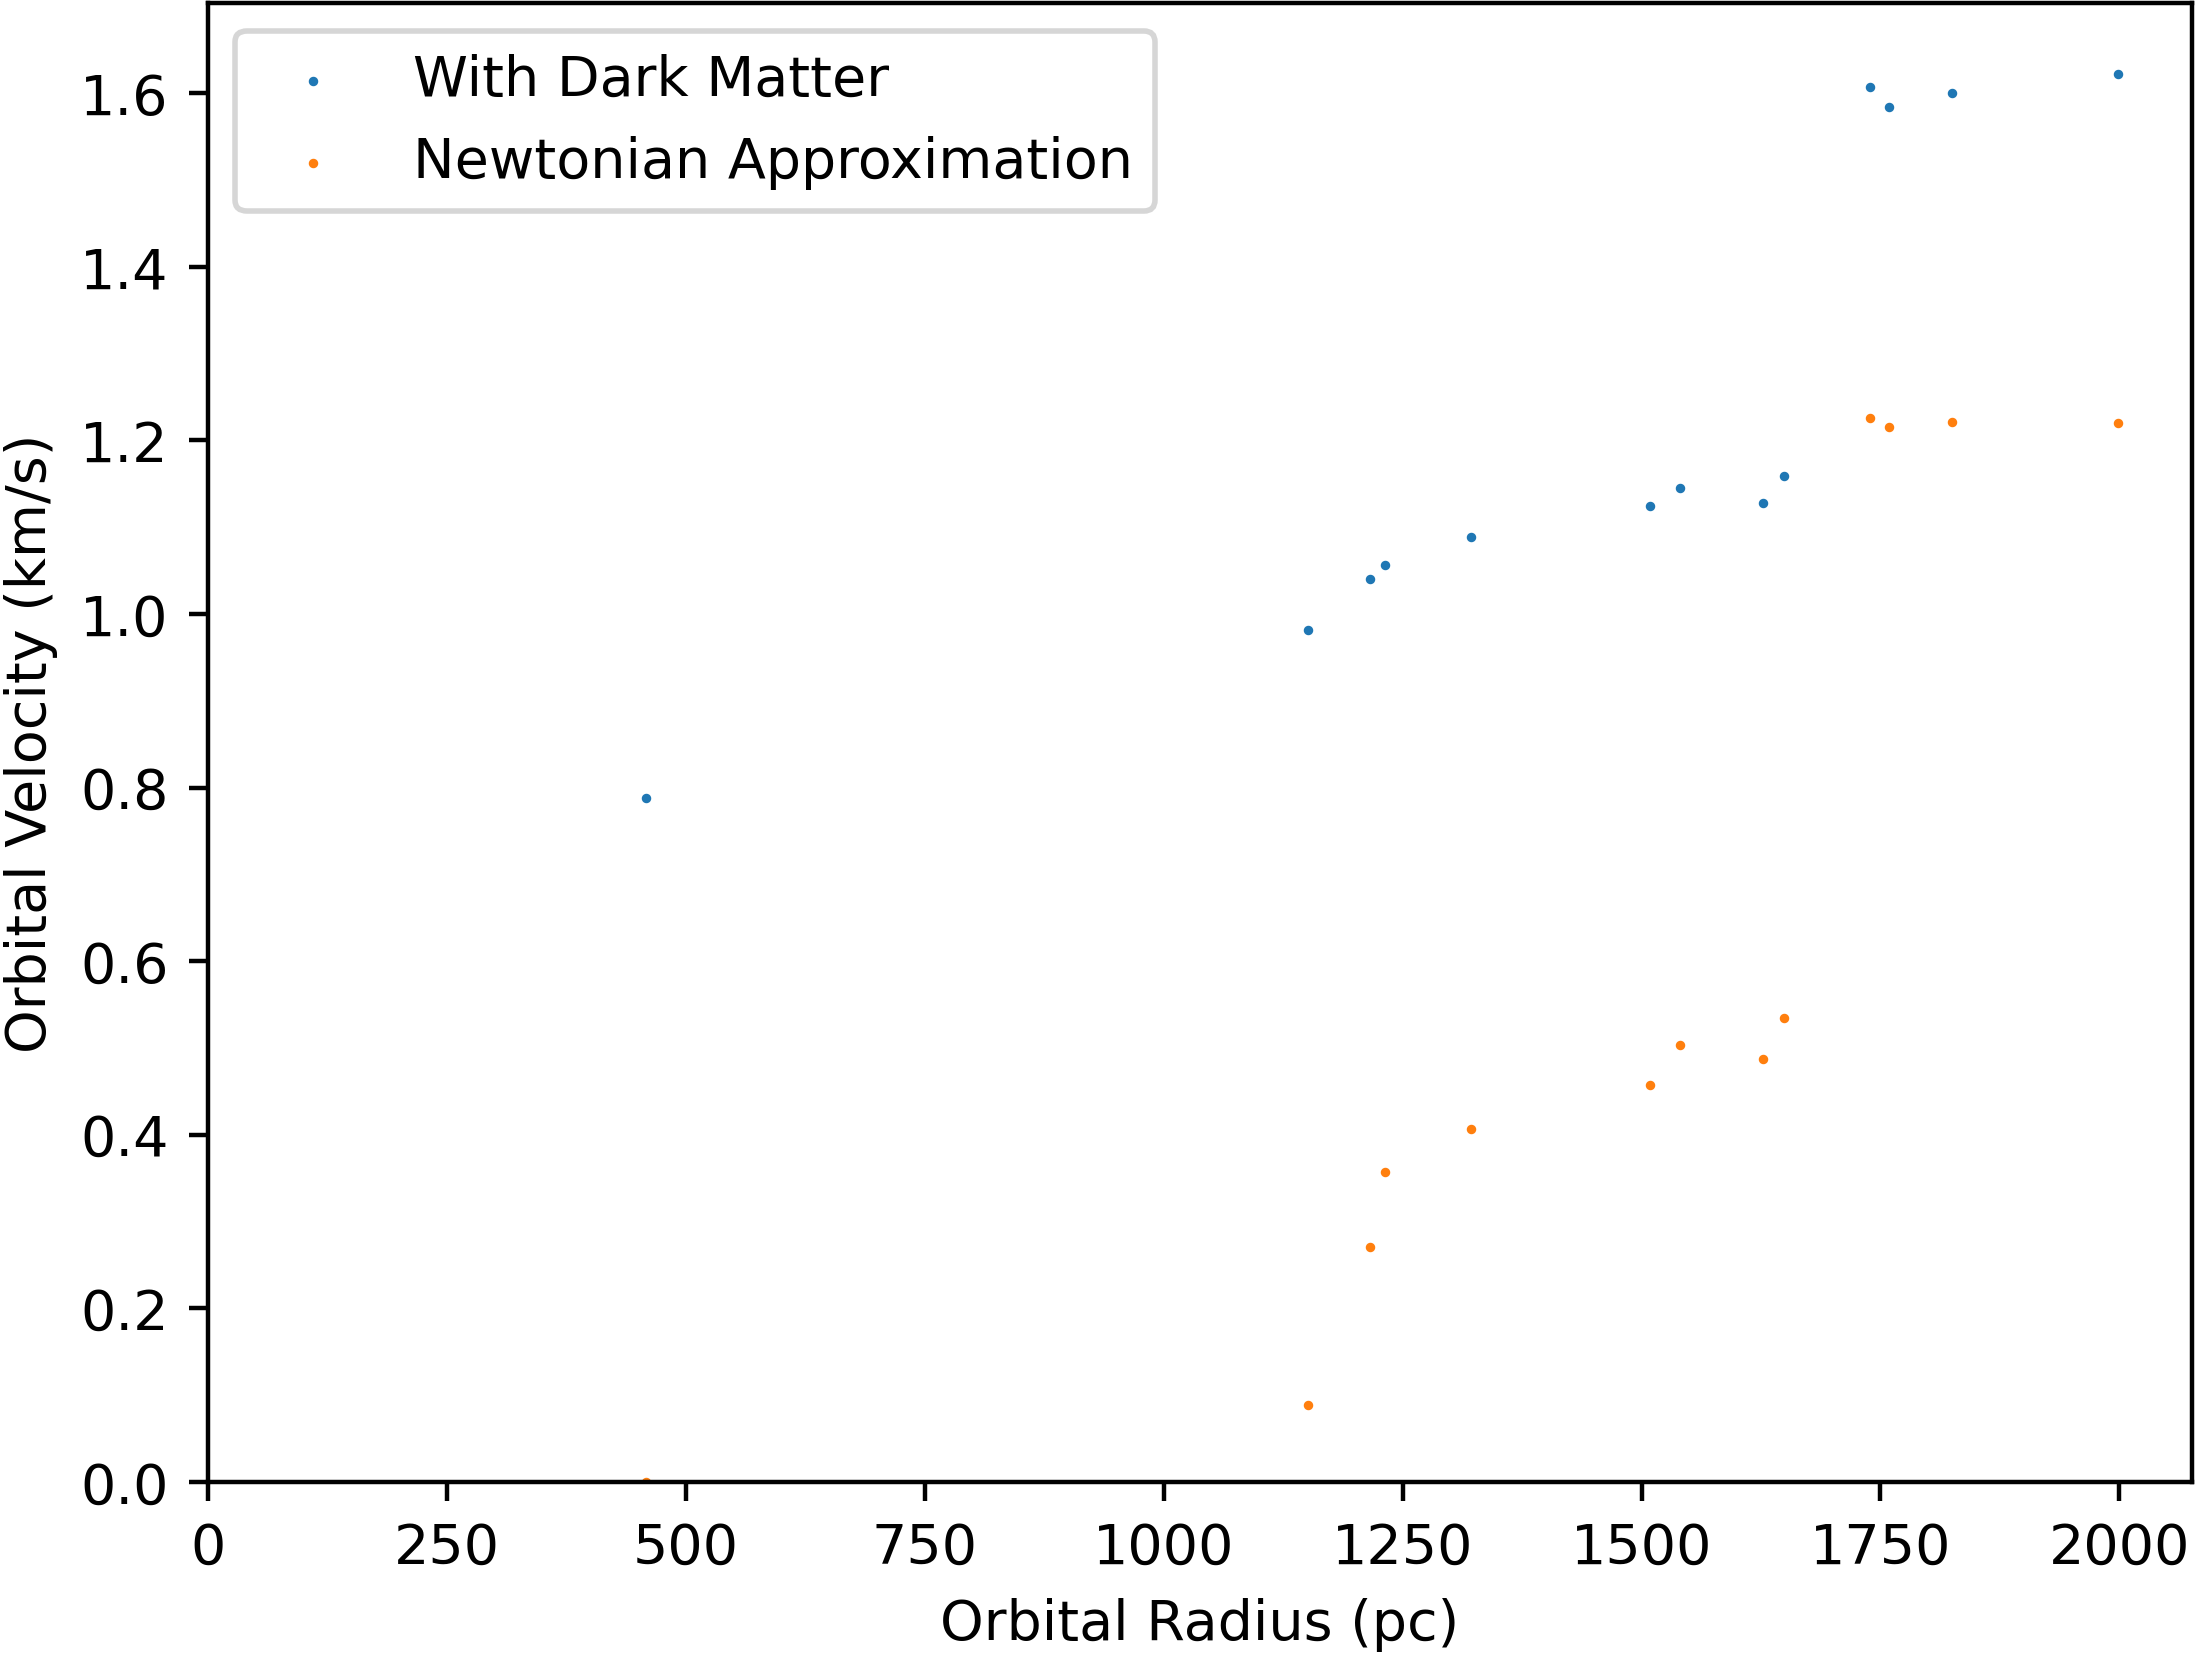 With Dark Matter
Newtonian Approximation
1.6
1.4
1.2
1.0
0.8
0.6
0.4
0.2
0.0
Orbital Velocity (km/s)
0 250 500 750 1000 1250 1500 1750 2000
Orbital Radius (pc)